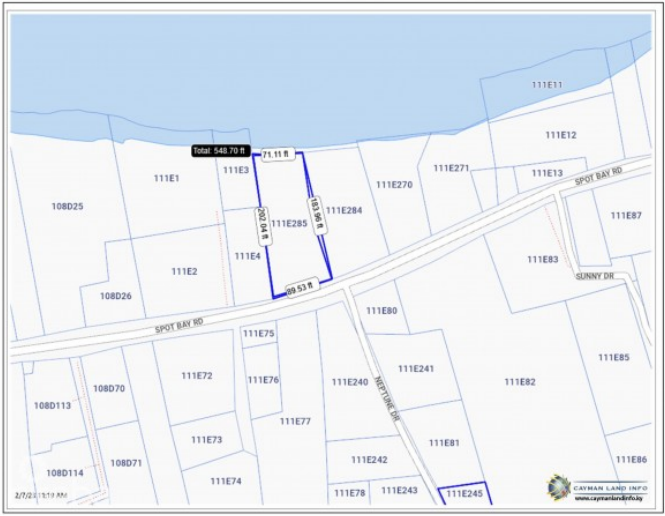 111E11
111E12
Total: 548.70 ft
71.11 ft
111E3
111E1
111E271
111E13
SPOT BAY RD
111E270
108D25
202.04 ft
183.96 ft
111E284
111E285
111E87
111E4
111E83
111E2
SUNNY DR
89.53 ft
108D26
111E80
SPOT BAY RD
111E75
111E85
111E241
111E72
111E76
111E240
NEPTUNE DR
111E82
108D70
108D113
111E77
111E73
111E81
111E242
111E86
108D71
108D114
111E74
111E78
111E243
111E245
CAYMAN LAND INFO
www.caymanlandinfo.ky